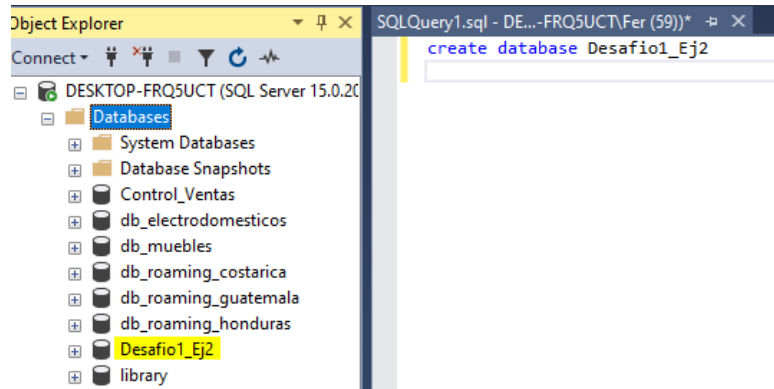 Object Explorer
Connect
DESKTOP-FRQ5UCT (SQL Server 15.0.20
Databases
System Databases
Database Snapshots
Control_Ventas
db_electrodomesticos
db_muebles
db_roaming_costarica
db_roaming_guatemala
db_roaming_honduras
Desafio1_Ej2
library
SQLQuery1.sql - DE...-FRQ5UCT\Fer (59))*
create database Desafio1_Ej2